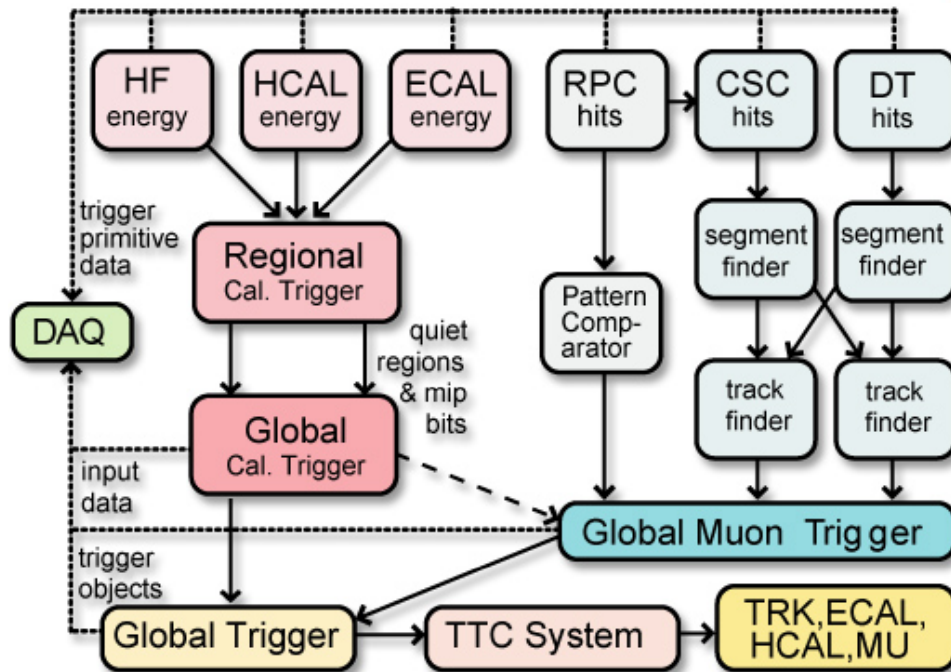 HF
energy
HCAL
energy
ECAL
energy
RPC
hits
CSC
hits
DT
hits
trigger
primitive
data
Regional
Cal. Trigger
segment
finder
segment
finder
DAQ
Pattern
Comp-
arator
quiet
regions
& mip
bits
track
finder
track
finder
Global
Cal. Trigger
input
data
Global Muon Trigger
trigger
objects
Global Trigger
TTC System
TRK,ECAL,
HCAL,MU